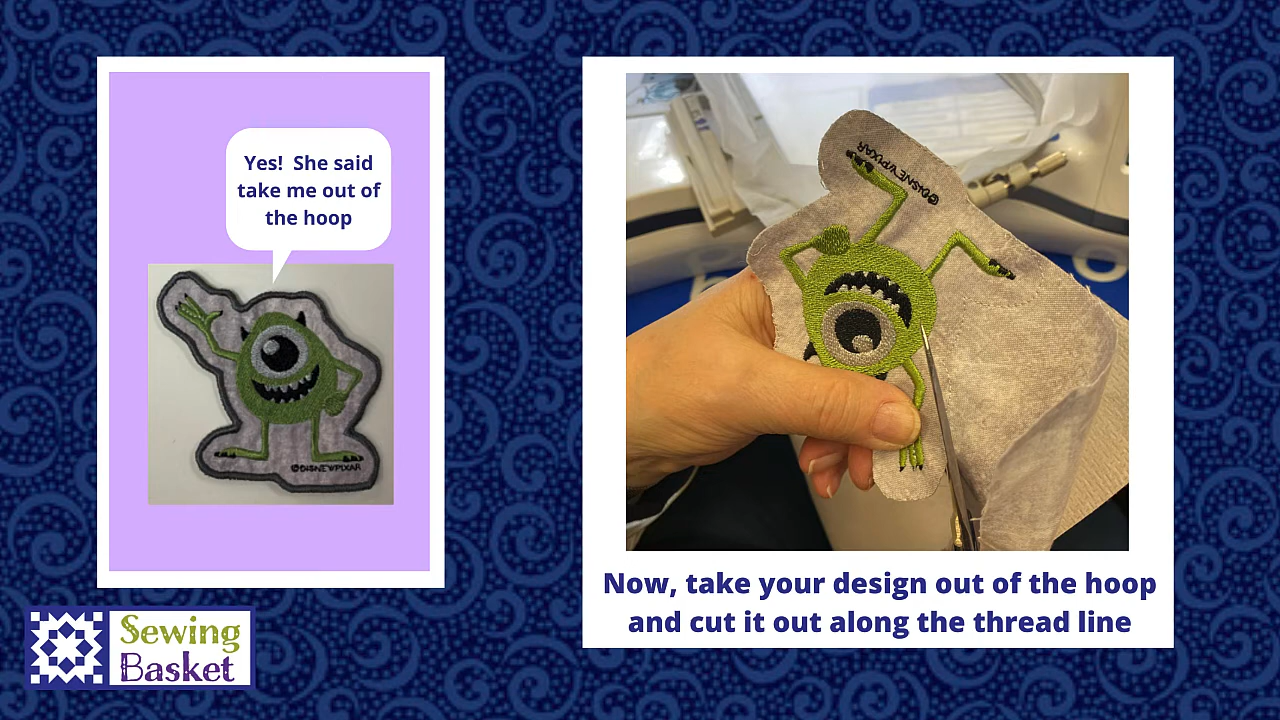 Yes! She said
take me out of
the hoop
©DISNEYPIXAR
©DISNEYPIXAR
Now, take your design out of the hoop
and cut it out along the thread line
Sewing
Basket